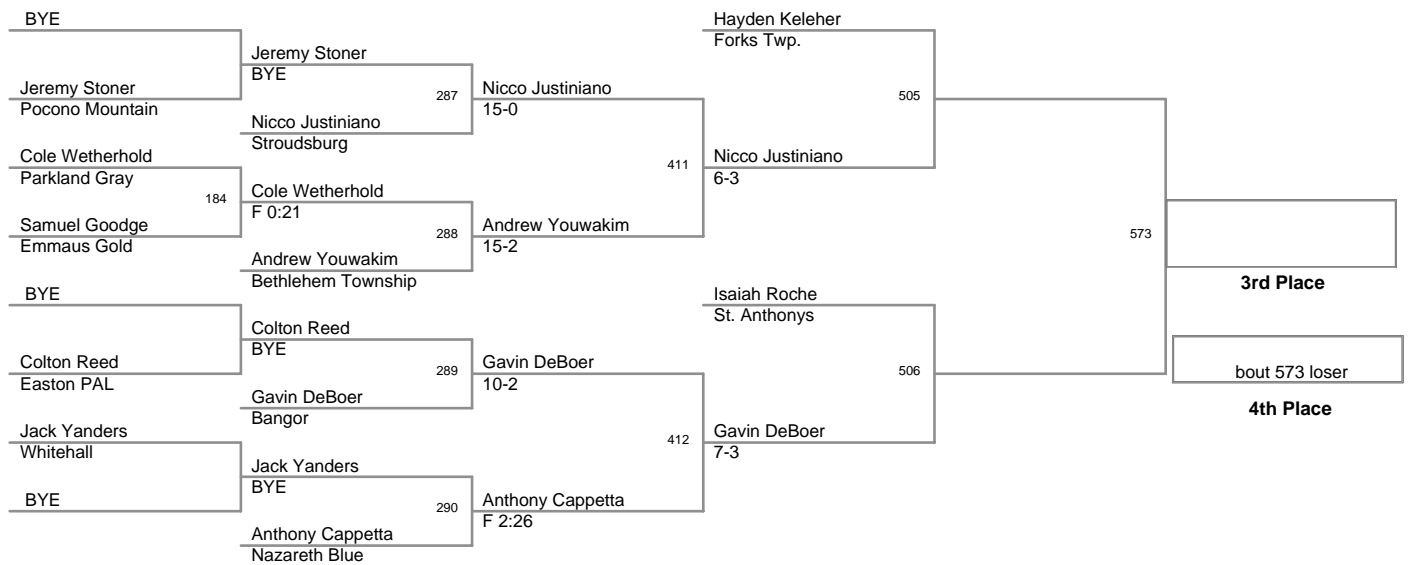 BYE
Jeremy Stoner
Pocono Mountain
Cole Wetherhold
Parkland Gray
184
Samuel Goodge
Emmaus Gold
BYE
Colton Reed
Easton PAL
Jack Yanders
Whitehall
BYE
Jeremy Stoner
BYE
287
Nicco Justiniano
Stroudsburg
Cole Wetherhold
F 0:21
288
Andrew Youwakim
Bethlehem Township
Colton Reed
BYE
289
Gavin DeBoer
Bangor
Jack Yanders
BYE
290
Anthony Cappetta
Nazareth Blue
Nicco Justiniano
15-0
411
Andrew Youwakim
15-2
Gavin DeBoer
10-2
412
Anthony Cappetta
F 2:26
Hayden Keleher
Forks Twp.
505
Nicco Justiniano
6-3
Isaiah Roche
St. Anthonys
506
Gavin DeBoer
7-3
573
3rd Place
bout 573 loser
4th Place